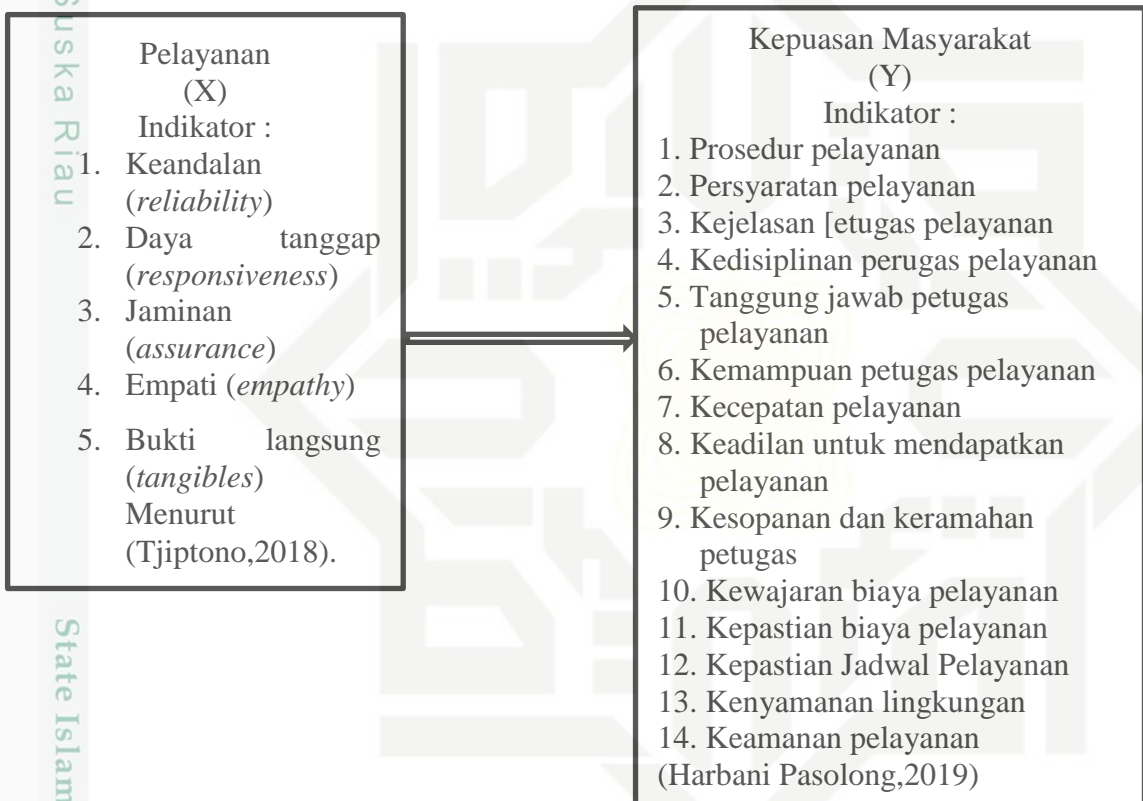 Suska Riau
State Islam
Pelayanan
(X)
Indikator :
1. Keandalan
(reliability)
2. Daya tanggap
(responsiveness)
3. Jaminan
(assurance)
4. Empati (empathy)
5. Bukti langsung
(tangibles)
Menurut
(Tjiptono,2018).
Kepuasan Masyarakat
(Y)
Indikator :
1. Prosedur pelayanan
2. Persyaratan pelayanan
3. Kejelasan [etugas pelayanan
4. Kedisiplinan perugas pelayanan
5. Tanggung jawab petugas
pelayanan
6. Kemampuan petugas pelayanan
7. Kecepatan pelayanan
8. Keadilan untuk mendapatkan
pelayanan
9. Kesopanan dan keramahan
petugas
10. Kewajaran biaya pelayanan
11. Kepastian biaya pelayanan
12. Kepastian Jadwal Pelayanan
13. Kenyamanan lingkungan
14. Keamanan pelayanan
(Harbani Pasolong,2019)